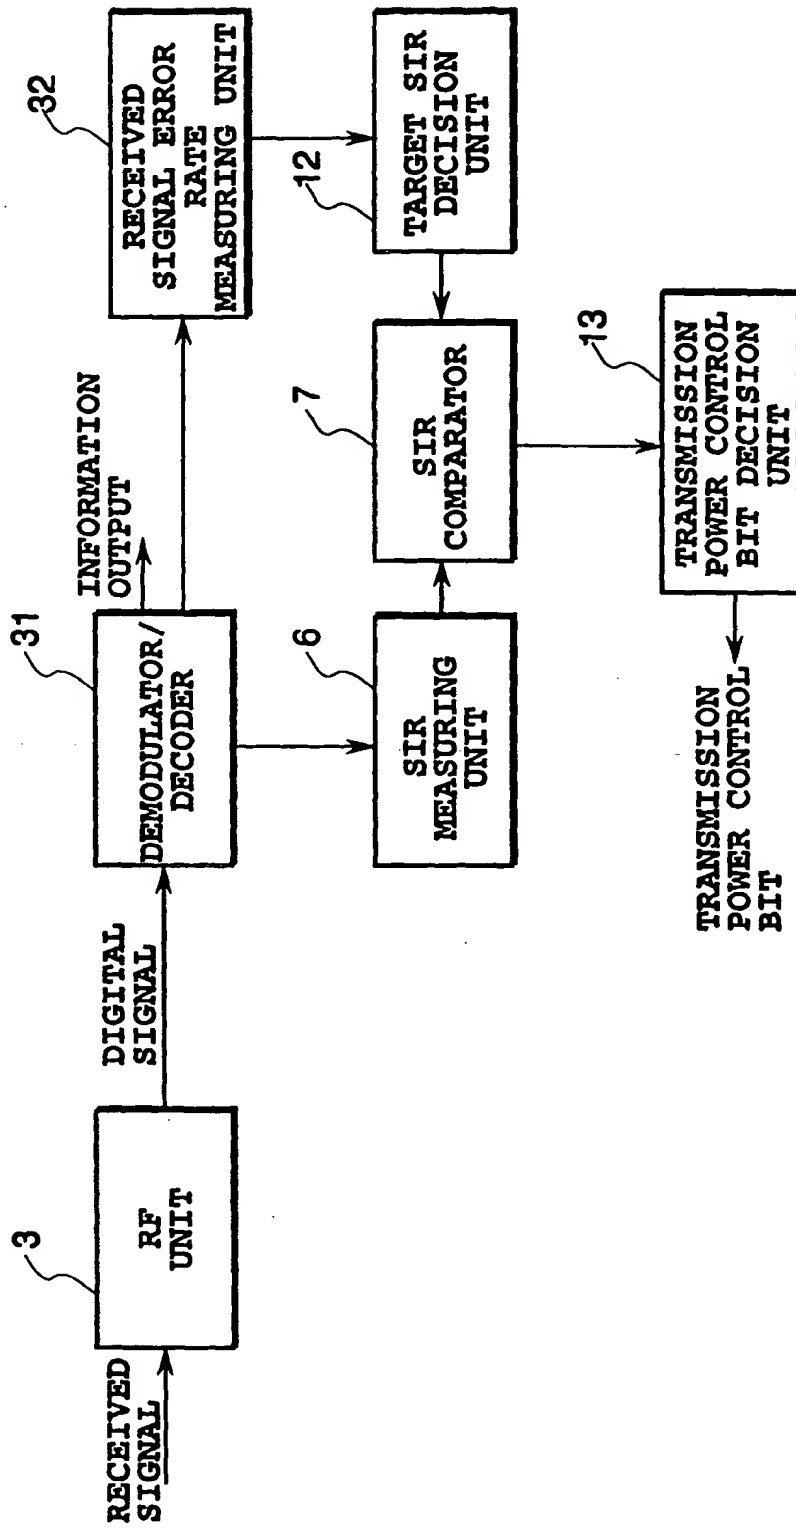 RECEIVED
SIGNAL
3
RF
UNIT
DIGITAL
SIGNAL
31
DEMODULATOR/
DECODER
INFORMATION
OUTPUT
32
RECEIVED
SIGNAL ERROR
RATE
MEASURING UNIT
6
SIR
MEASURING
UNIT
7
SIR
COMPARATOR
12
TARGET SIR
DECISION
UNIT
13
TRANSMISSION
POWER CONTROL
BIT DECISION
UNIT
TRANSMISSION
POWER CONTROL
BIT